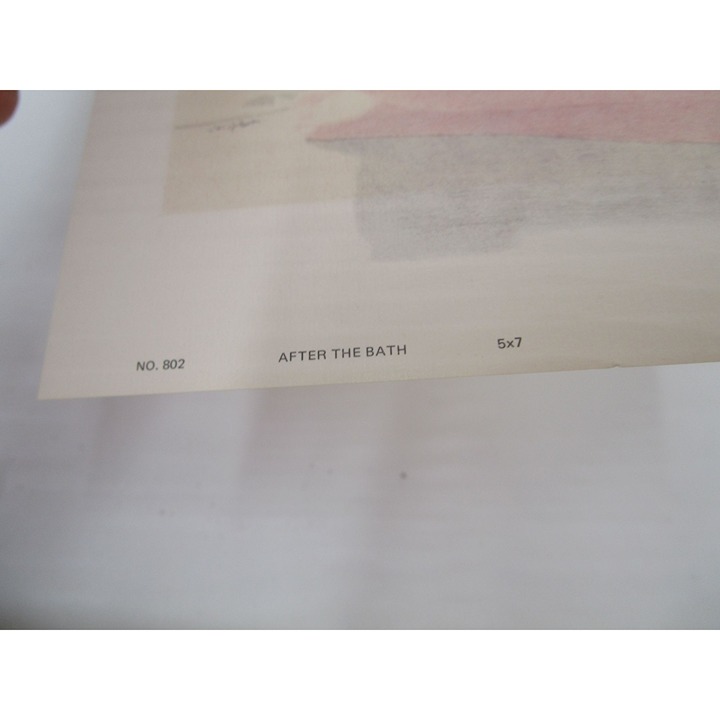 NO. 802 AFTER THE BATH 5x7